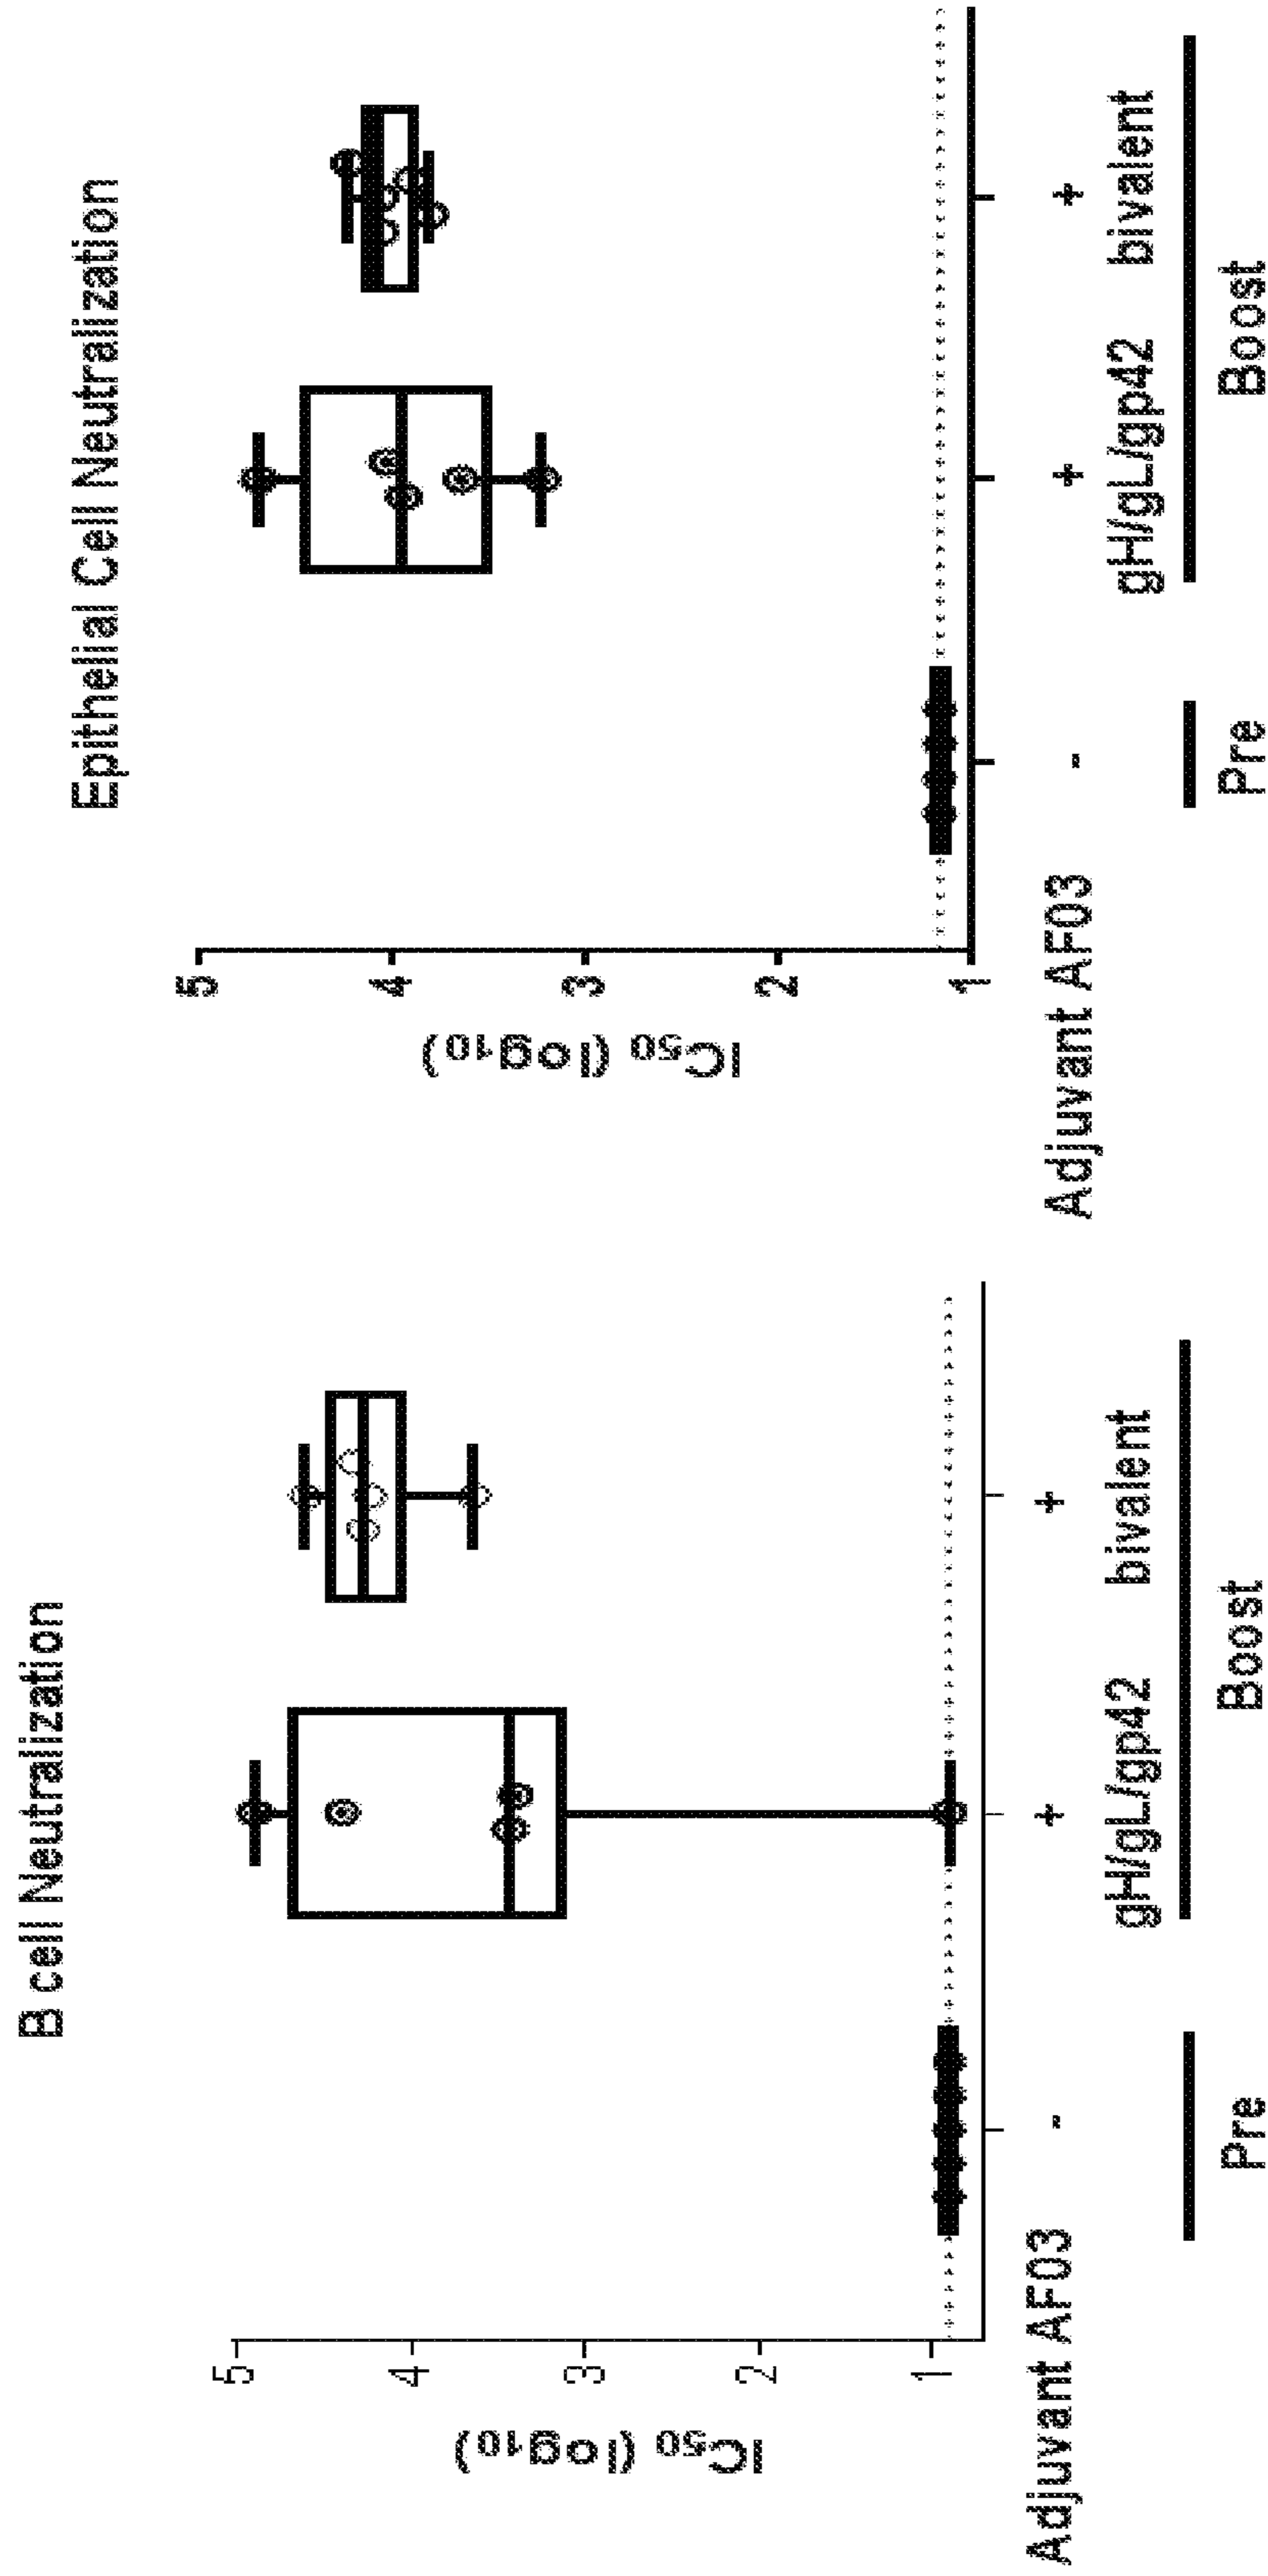 B cell Neutralization
IC50 (log10)
5
4
3
2
1
Adjuvant AF03
- + +
gH/gL/gp42 bivalent
Pre Boost
Epithelial Cell Neutralization
IC50 (log10)
5
4
3
2
1
Adjuvant AF03
- + +
gH/gL/gp42 bivalent
Pre Boost